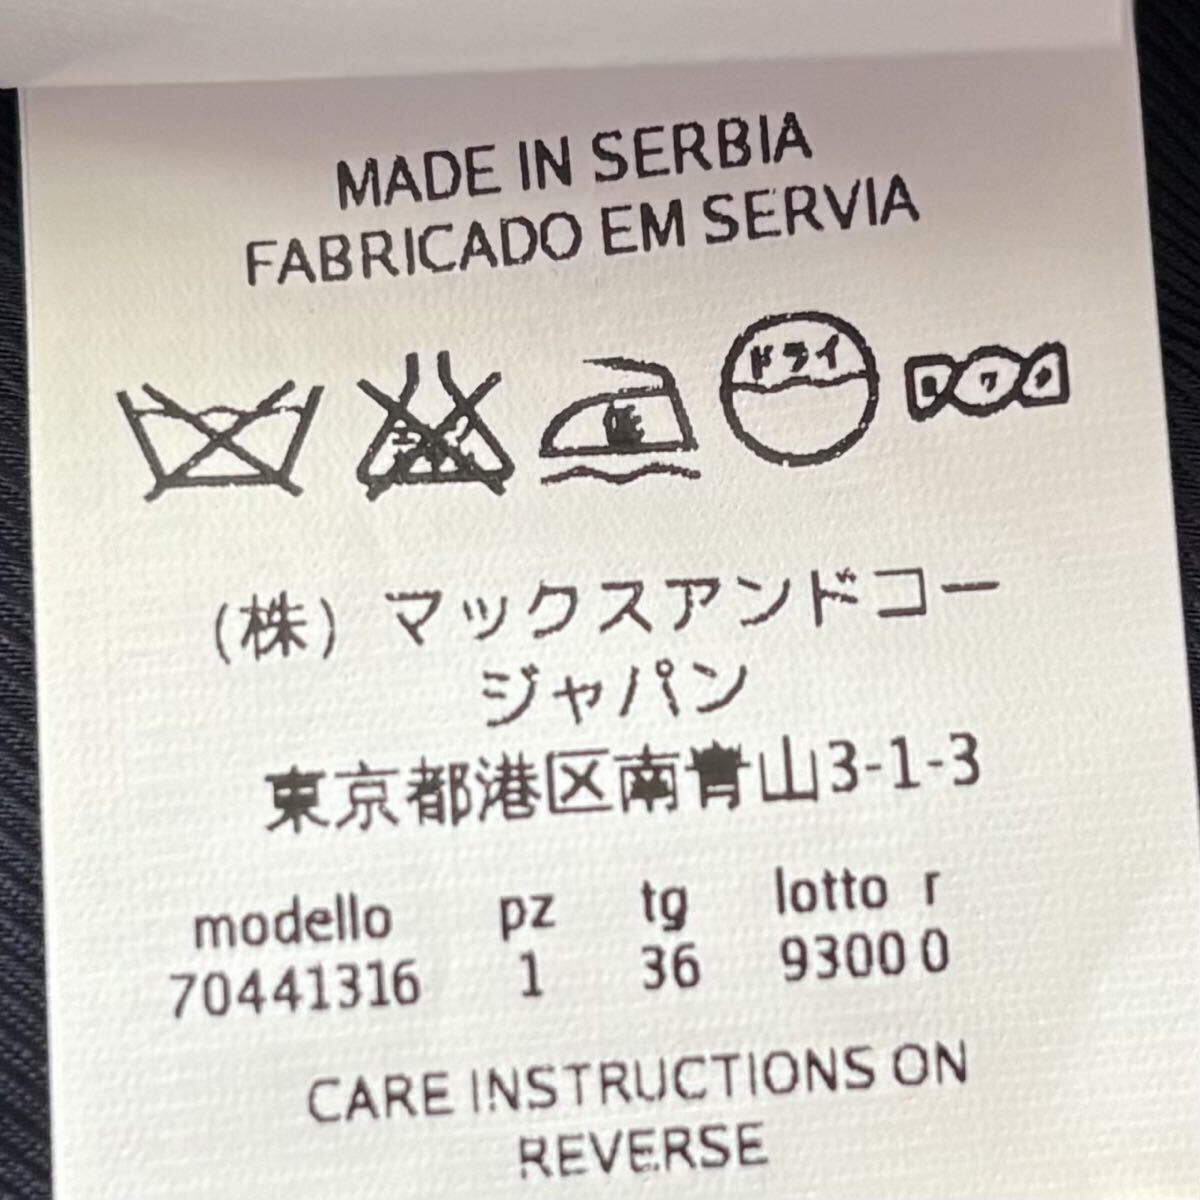 MADE IN SERBIA
FABRICADO EM SERVIA
ドライ
(株) マックスアンドコー
ジャパン
東京都港区南青山3-1-3
modello pz tg lotto r
70441316 1 36 9300 0
CARE INSTRUCTIONS ON
REVERSE